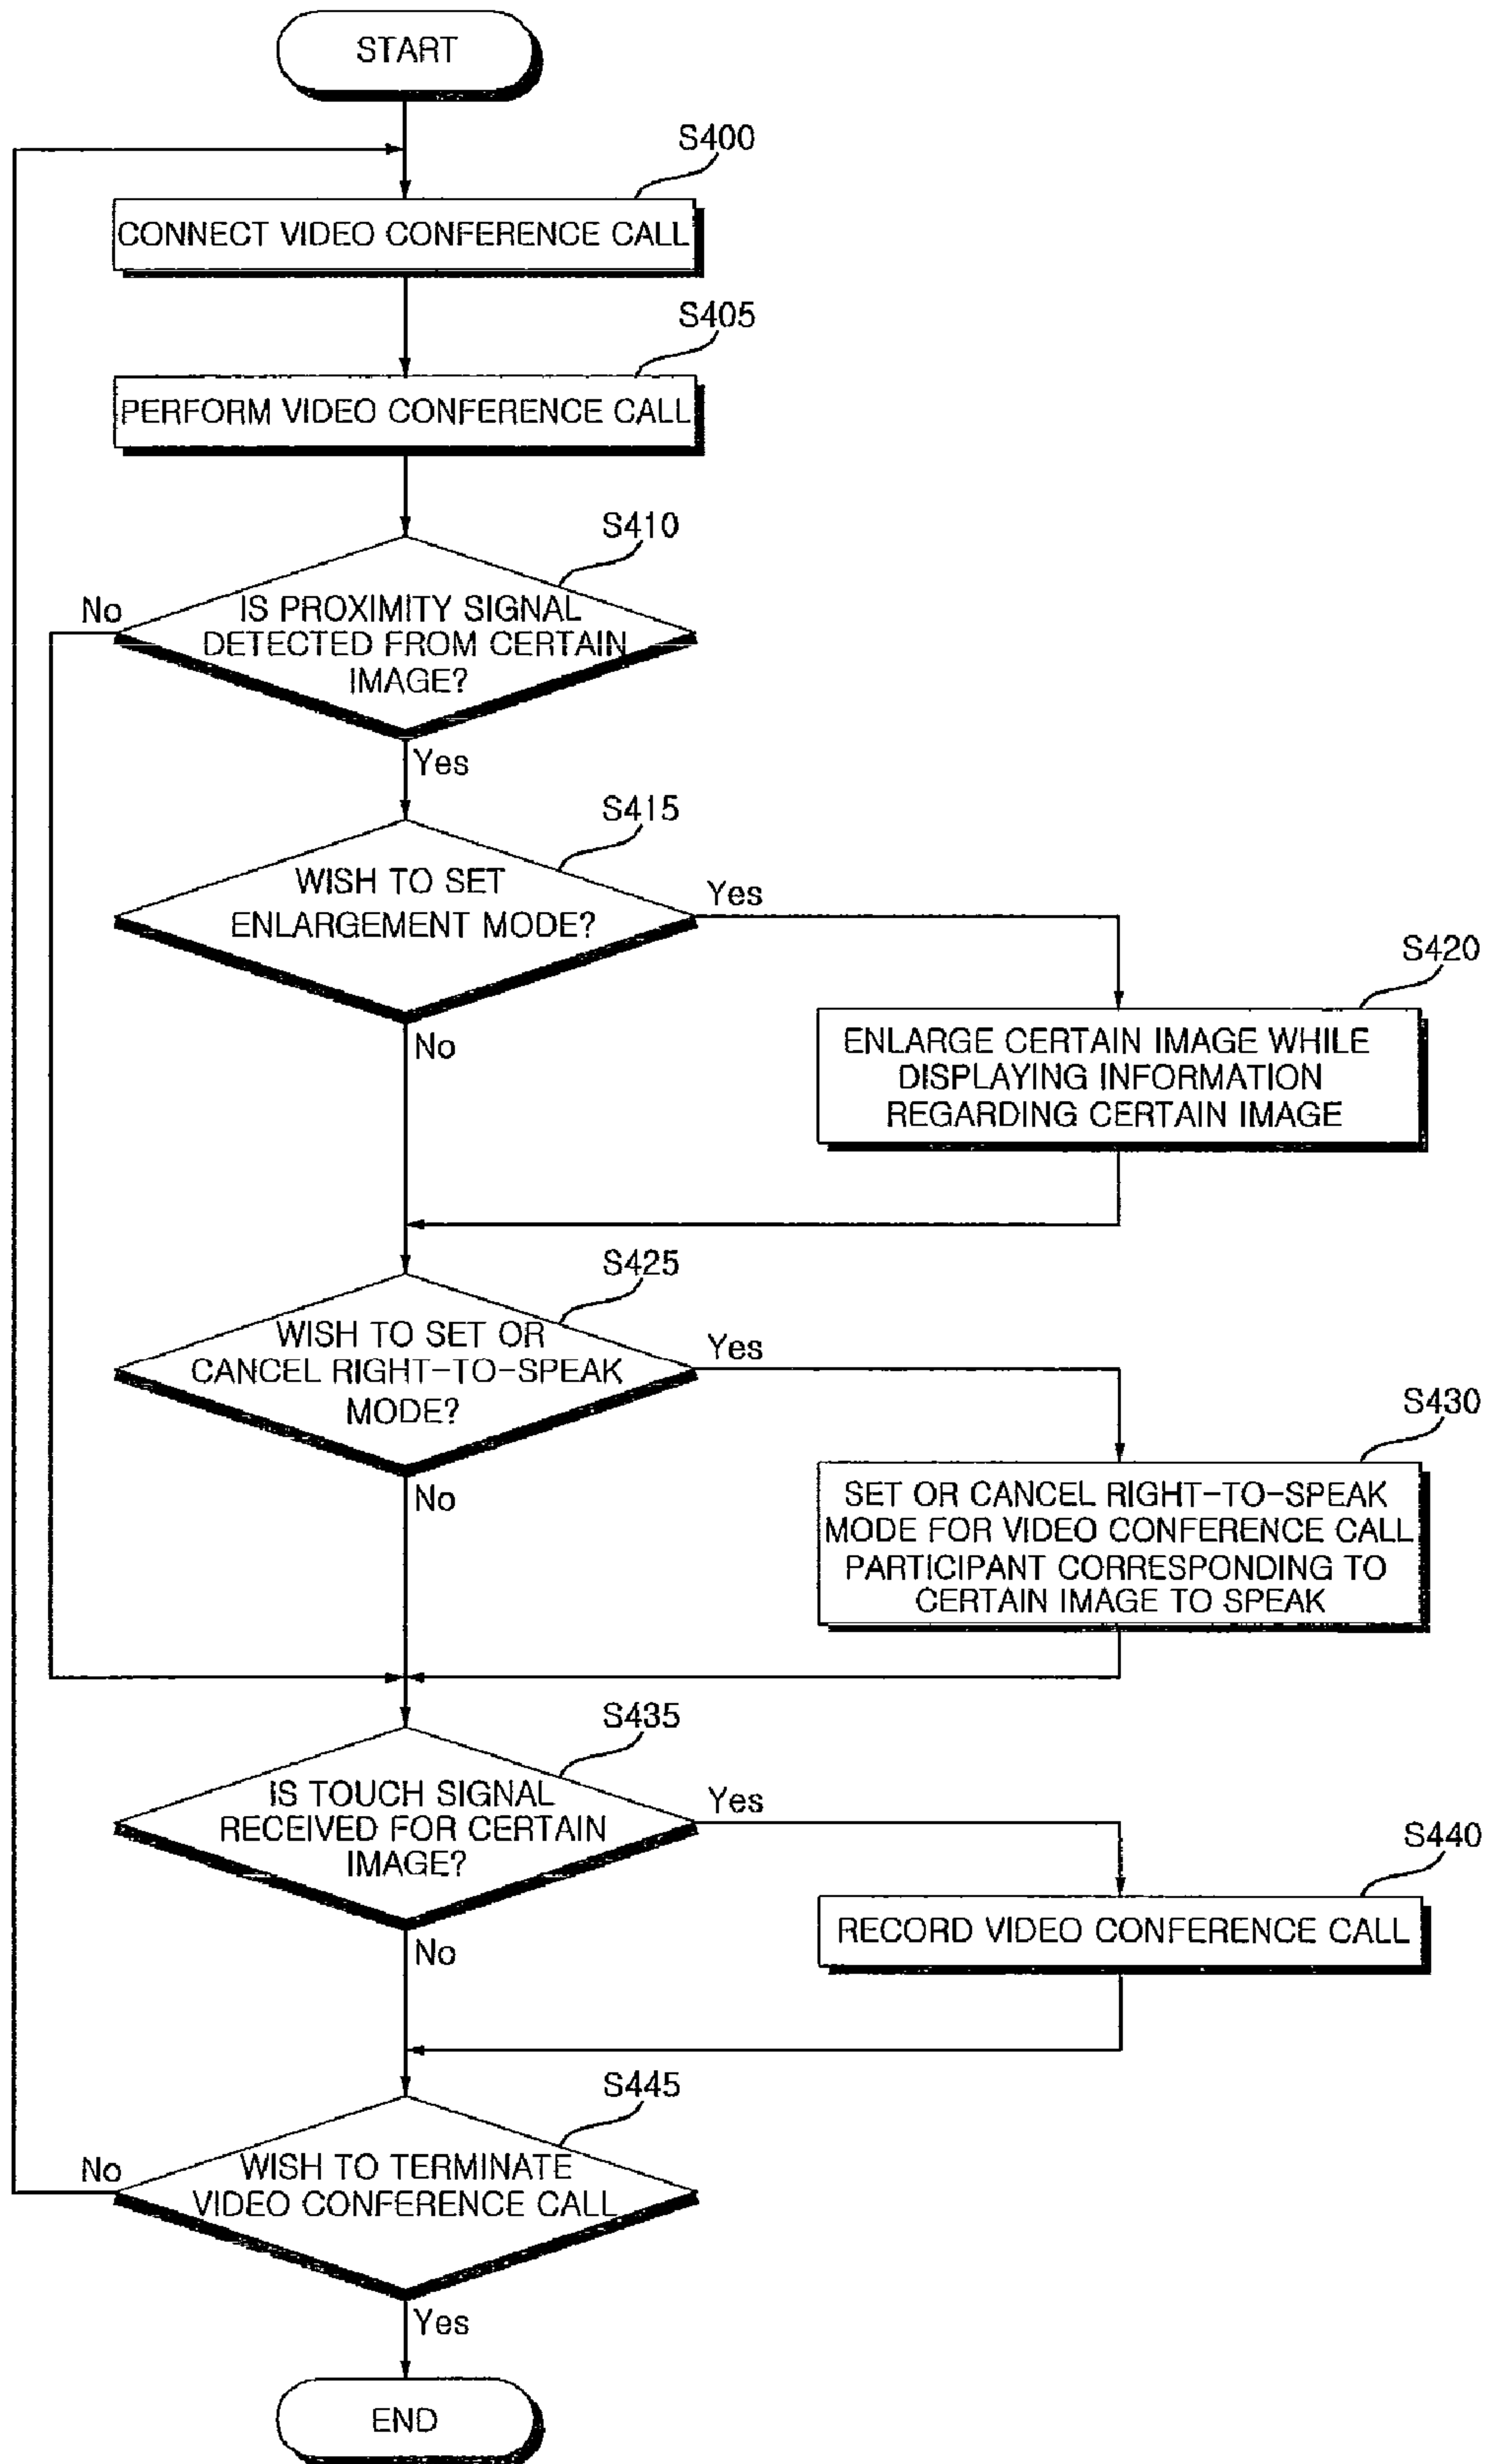 START
S400
CONNECT VIDEO CONFERENCE CALL
S405
PERFORM VIDEO CONFERENCE CALL
S410
No
IS PROXIMITY SIGNAL
DETECTED FROM CERTAIN
IMAGE?
Yes
S415
WISH TO SET
ENLARGEMENT MODE?
Yes
No
S420
ENLARGE CERTAIN IMAGE WHILE
DISPLAYING INFORMATION
REGARDING CERTAIN IMAGE
S425
WISH TO SET OR
CANCEL RIGHT-TO-SPEAK
MODE?
Yes
No
S430
SET OR CANCEL RIGHT-TO-SPEAK
MODE FOR VIDEO CONFERENCE CALL
PARTICIPANT CORRESPONDING TO
CERTAIN IMAGE TO SPEAK
S435
IS TOUCH SIGNAL
RECEIVED FOR CERTAIN
IMAGE?
Yes
No
S440
RECORD VIDEO CONFERENCE CALL
S445
No
WISH TO TERMINATE
VIDEO CONFERENCE CALL
Yes
END